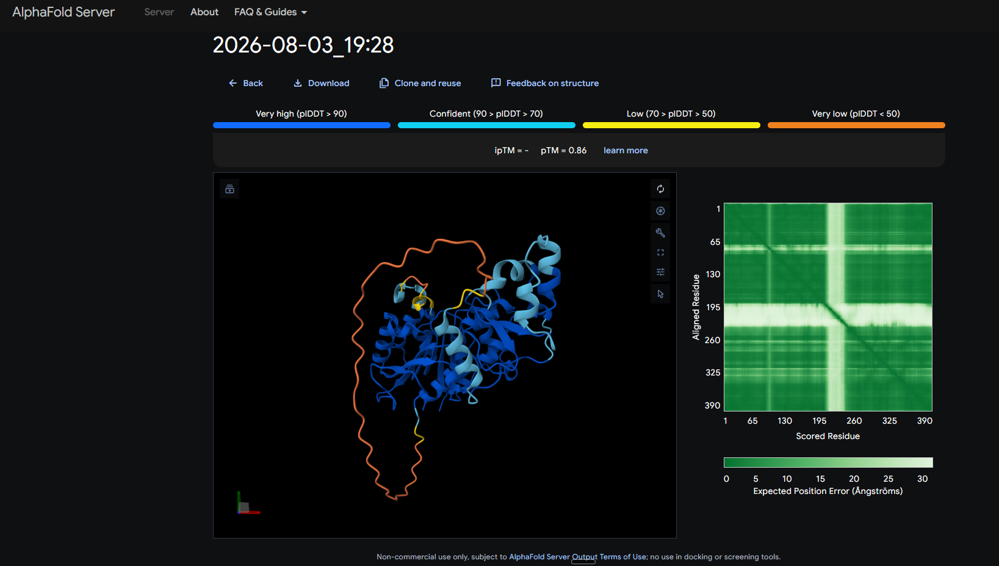 AlphaFold Server Server About FAQ & Guides
2026-08-03_19:28
Back Download Clone and reuse Feedback on structure
Very high (plDDT > 90) Confident (90 > plDDT > 70) Low (70 > plDDT > 50) Very low (plDDT < 50)
ipTM = - pTM = 0.86 learn more
1
65
130
195
260
325
390
Aligned Residue
1 65 130 195 260 325 390
Scored Residue
0 5 10 15 20 25 30
Expected Position Error (Ångströms)
Non-commercial use only, subject to AlphaFold Server Output Terms of Use; no use in docking or screening tools.